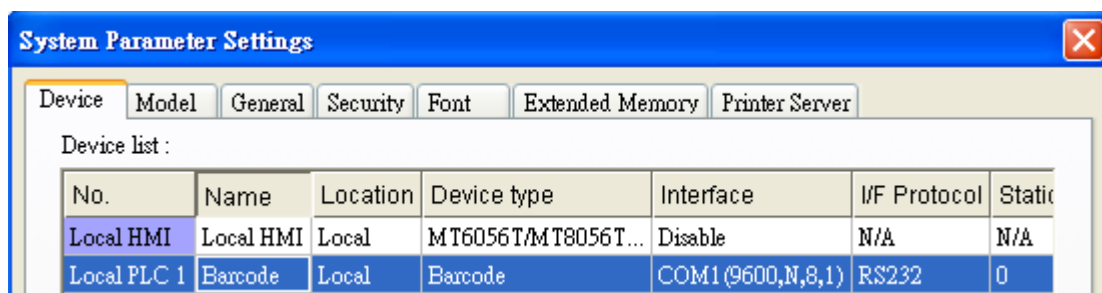 System Parameter Settings
Device Model General Security Font Extended Memory Printer Server
Device list :
No. Name Location Device type Interface I/F Protocol Static
Local HMI Local HMI Local MT6056T/MT8056T... Disable N/A N/A
Local PLC 1 Barcode Local Barcode COM1(9600,N,8,1) RS232 0